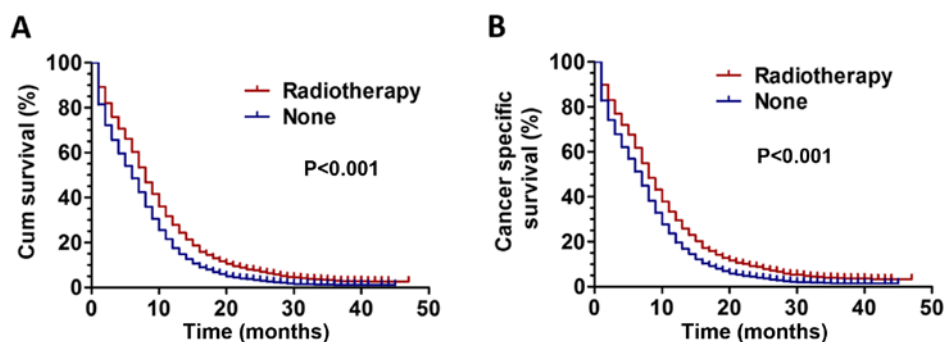 A
Cum survival (%)
100
80
60
40
20
0
Radiotherapy
None
P<0.001
0 10 20 30 40 50
Time (months)
B
Cancer specific
survival (%)
100
80
60
40
20
0
Radiotherapy
None
P<0.001
0 10 20 30 40 50
Time (months)